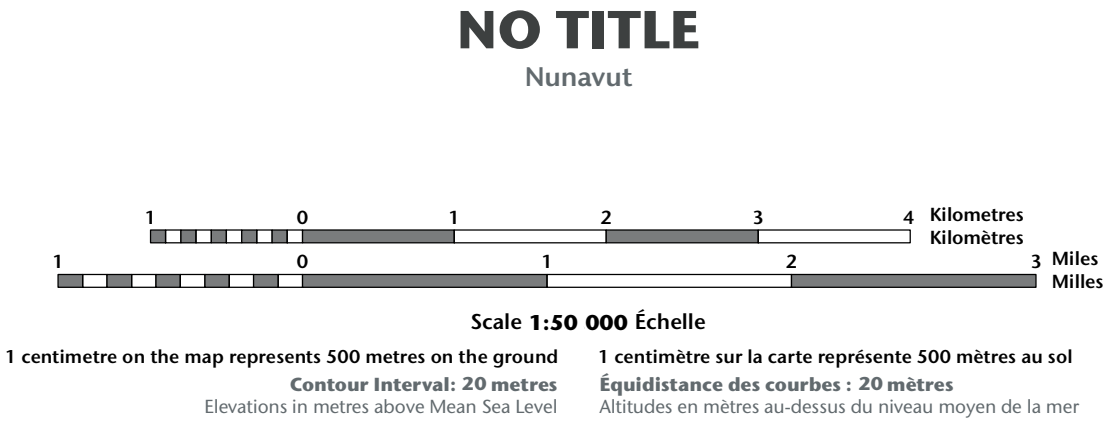 NO TITLE
Nunavut
1 0 1 2 3 4 Kilometres
Kilomètres
1 0 1 2 3 Miles
Milles
Scale 1:50 000 Échelle
1 centimetre on the map represents 500 metres on the ground
Contour Interval: 20 metres
Elevations in metres above Mean Sea Level
1 centimètre sur la carte représente 500 mètres au sol
Équidistance des courbes : 20 mètres
Altitudes en mètres au-dessus du niveau moyen de la mer